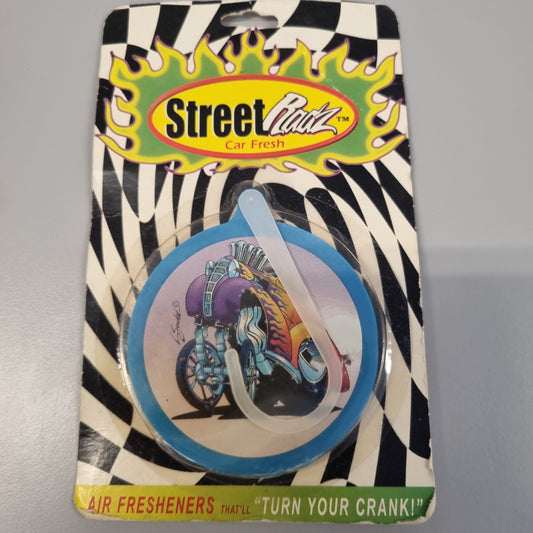 Street Rodz™
Car Fresh
AIR FRESHENERS THAT'LL "TURN YOUR CRANK!"